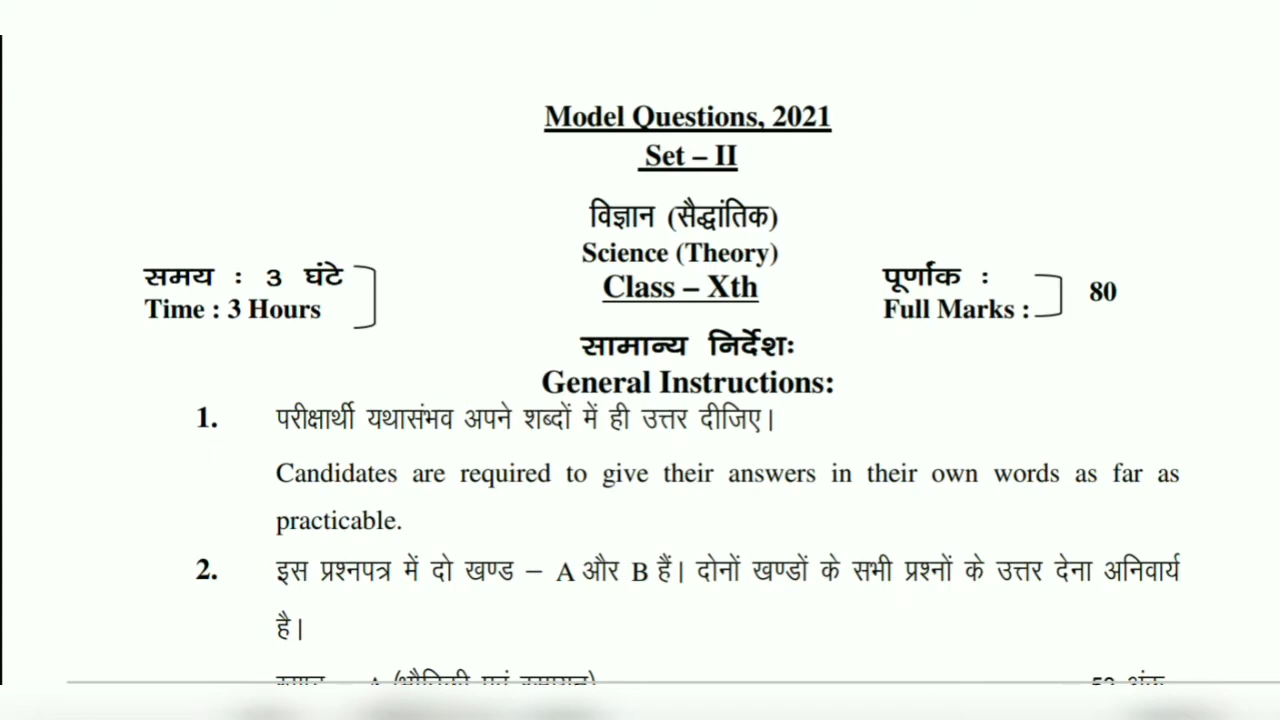 Model Questions, 2021
Set – II
विज्ञान (सैद्धांतिक)
Science (Theory)
समय : 3 घंटे
Time : 3 Hours
Class – Xth
पूर्णांक :
Full Marks :
80
सामान्य निर्देशः
General Instructions:
1. परीक्षार्थी यथासंभव अपने शब्दों में ही उत्तर दीजिए।
Candidates are required to give their answers in their own words as far as
practicable.
2. इस प्रश्नपत्र में दो खण्ड – A और B हैं। दोनों खण्डों के सभी प्रश्नों के उत्तर देना अनिवार्य
है।